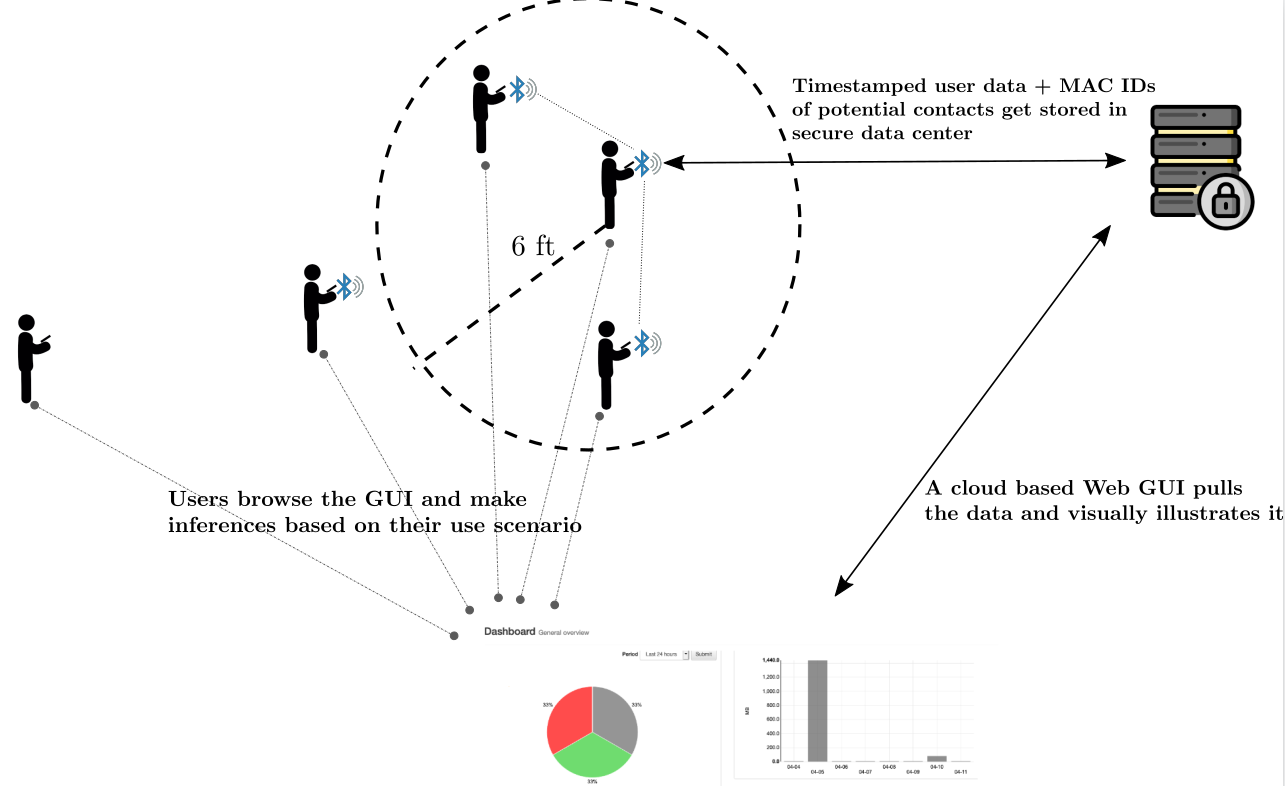 Timestamped user data + MAC IDs
of potential contacts get stored in
secure data center
6 ft
A cloud based Web GUI pulls
the data and visually illustrates it
Users browse the GUI and make
inferences based on their use scenario
Dashboard General overview
Period Last 24 hours Submit
33% 33%
33%
1,440.0
1,200.0
1,000.0
800.0
600.0
400.0
200.0
0.0
MB
04-04 04-05 04-06 04-07 04-08 04-09 04-10 04-11